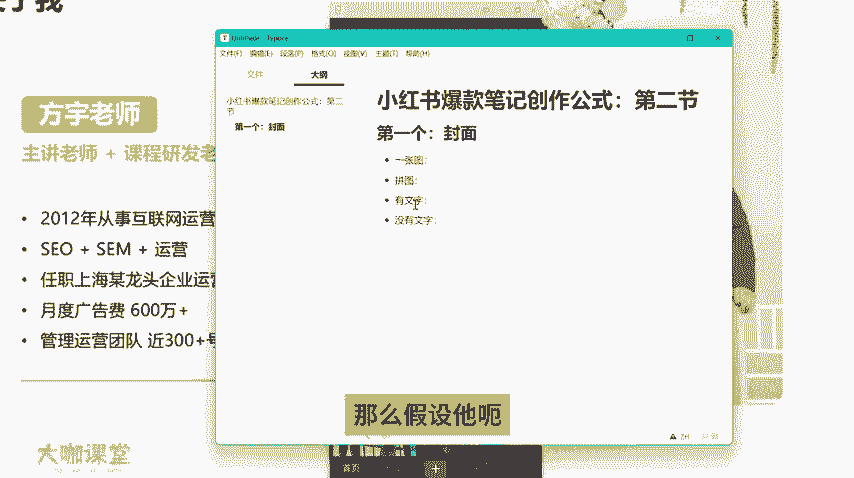 关于我
方宇老师
主讲老师 + 课程研发老
2012年从事互联网运营
SEO + SEM + 运营
任职上海某龙头企业运营
月度广告费 600万+
管理运营团队 近300+号
大咖课堂
文件(F) 编辑(E) 段落(P) 格式(O) 视图(V) 主题(T) 帮助(H)
文件 大纲
小红书爆款笔记创作公式：第二
节
第一个：封面
小红书爆款笔记创作公式：第二节
第一个：封面
一张图：
拼图：
有文字：
没有文字：
那么假设他呃
首页